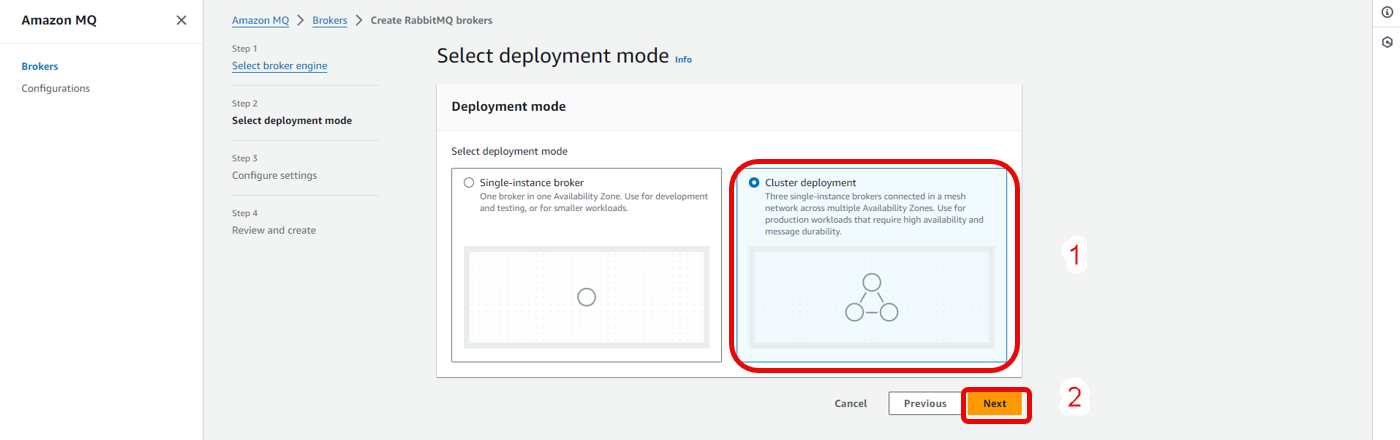 Amazon MQ
Brokers
Configurations
Amazon MQ > Brokers > Create RabbitMQ brokers
Step 1
Select broker engine
Step 2
Select deployment mode
Step 3
Configure settings
Step 4
Review and create
Select deployment mode Info
Deployment mode
Select deployment mode
Single-instance broker
One broker in one Availability Zone. Use for development
and testing, or for smaller workloads.
Cluster deployment
Three single-instance brokers connected in a mesh
network across multiple Availability Zones. Use for
production workloads that require high availability and
message durability.
1
Cancel Previous Next
2